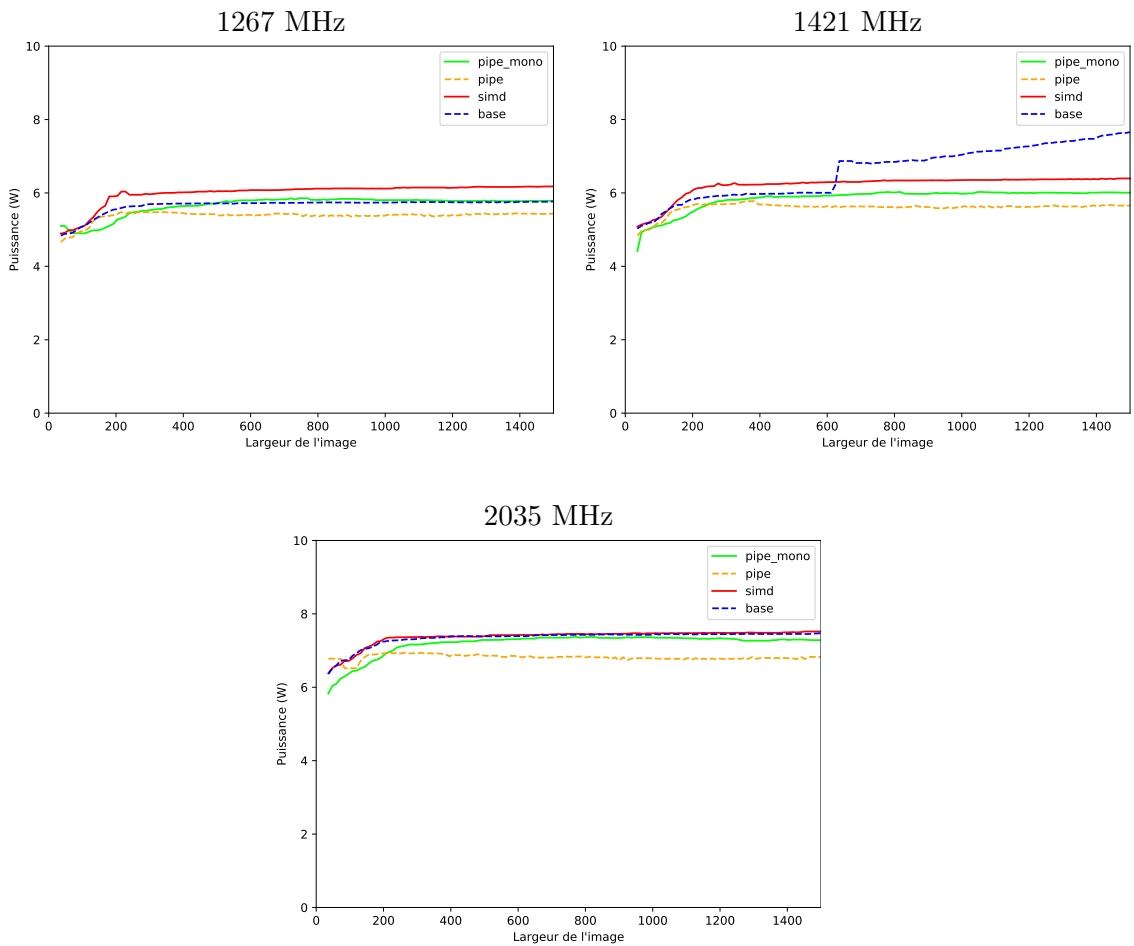 1267 MHz
10
8
6
4
2
0
Puissance (W)
0 200 400 600 800 1000 1200 1400
Largeur de l'image
pipe_mono
pipe
simd
base
1421 MHz
10
8
6
4
2
0
Puissance (W)
0 200 400 600 800 1000 1200 1400
Largeur de l'image
pipe_mono
pipe
simd
base
2035 MHz
10
8
6
4
2
0
Puissance (W)
0 200 400 600 800 1000 1200 1400
Largeur de l'image
pipe_mono
pipe
simd
base